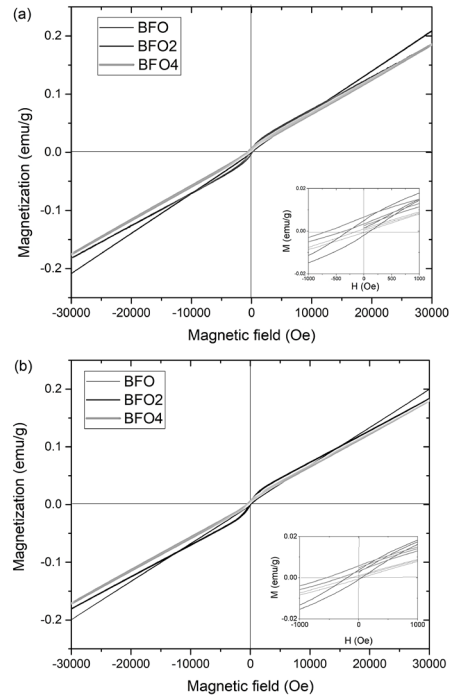 (a)
BFO
BFO2
BFO4
Magnetization (emu/g)
0.2
0.1
0.0
-0.1
-0.2
-30000 -20000 -10000 0 10000 20000 30000
Magnetic field (Oe)
M (emu/g)
0.02
0.00
-0.02
-1000 -500 0 500 1000
H (Oe)
(b)
BFO
BFO2
BFO4
Magnetization (emu/g)
0.2
0.1
0.0
-0.1
-0.2
-30000 -20000 -10000 0 10000 20000 30000
Magnetic field (Oe)
M (emu/g)
0.02
0.00
-0.02
-1000 -500 0 500 1000
H (Oe)